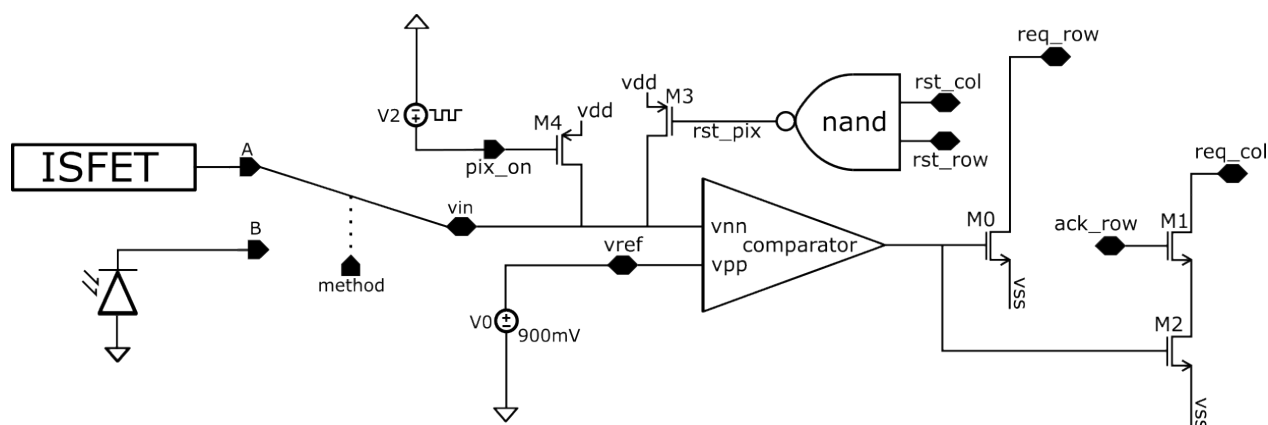 req_row
vdd
M3
rst_col
V2
M4
vdd
nand
rst_pix
ISFET
A
pix_on
rst_row
req_col
vin
M0
M1
B
vref
vnn
comparator
ack_row
vpp
method
vss
V0
900mV
M2
vss